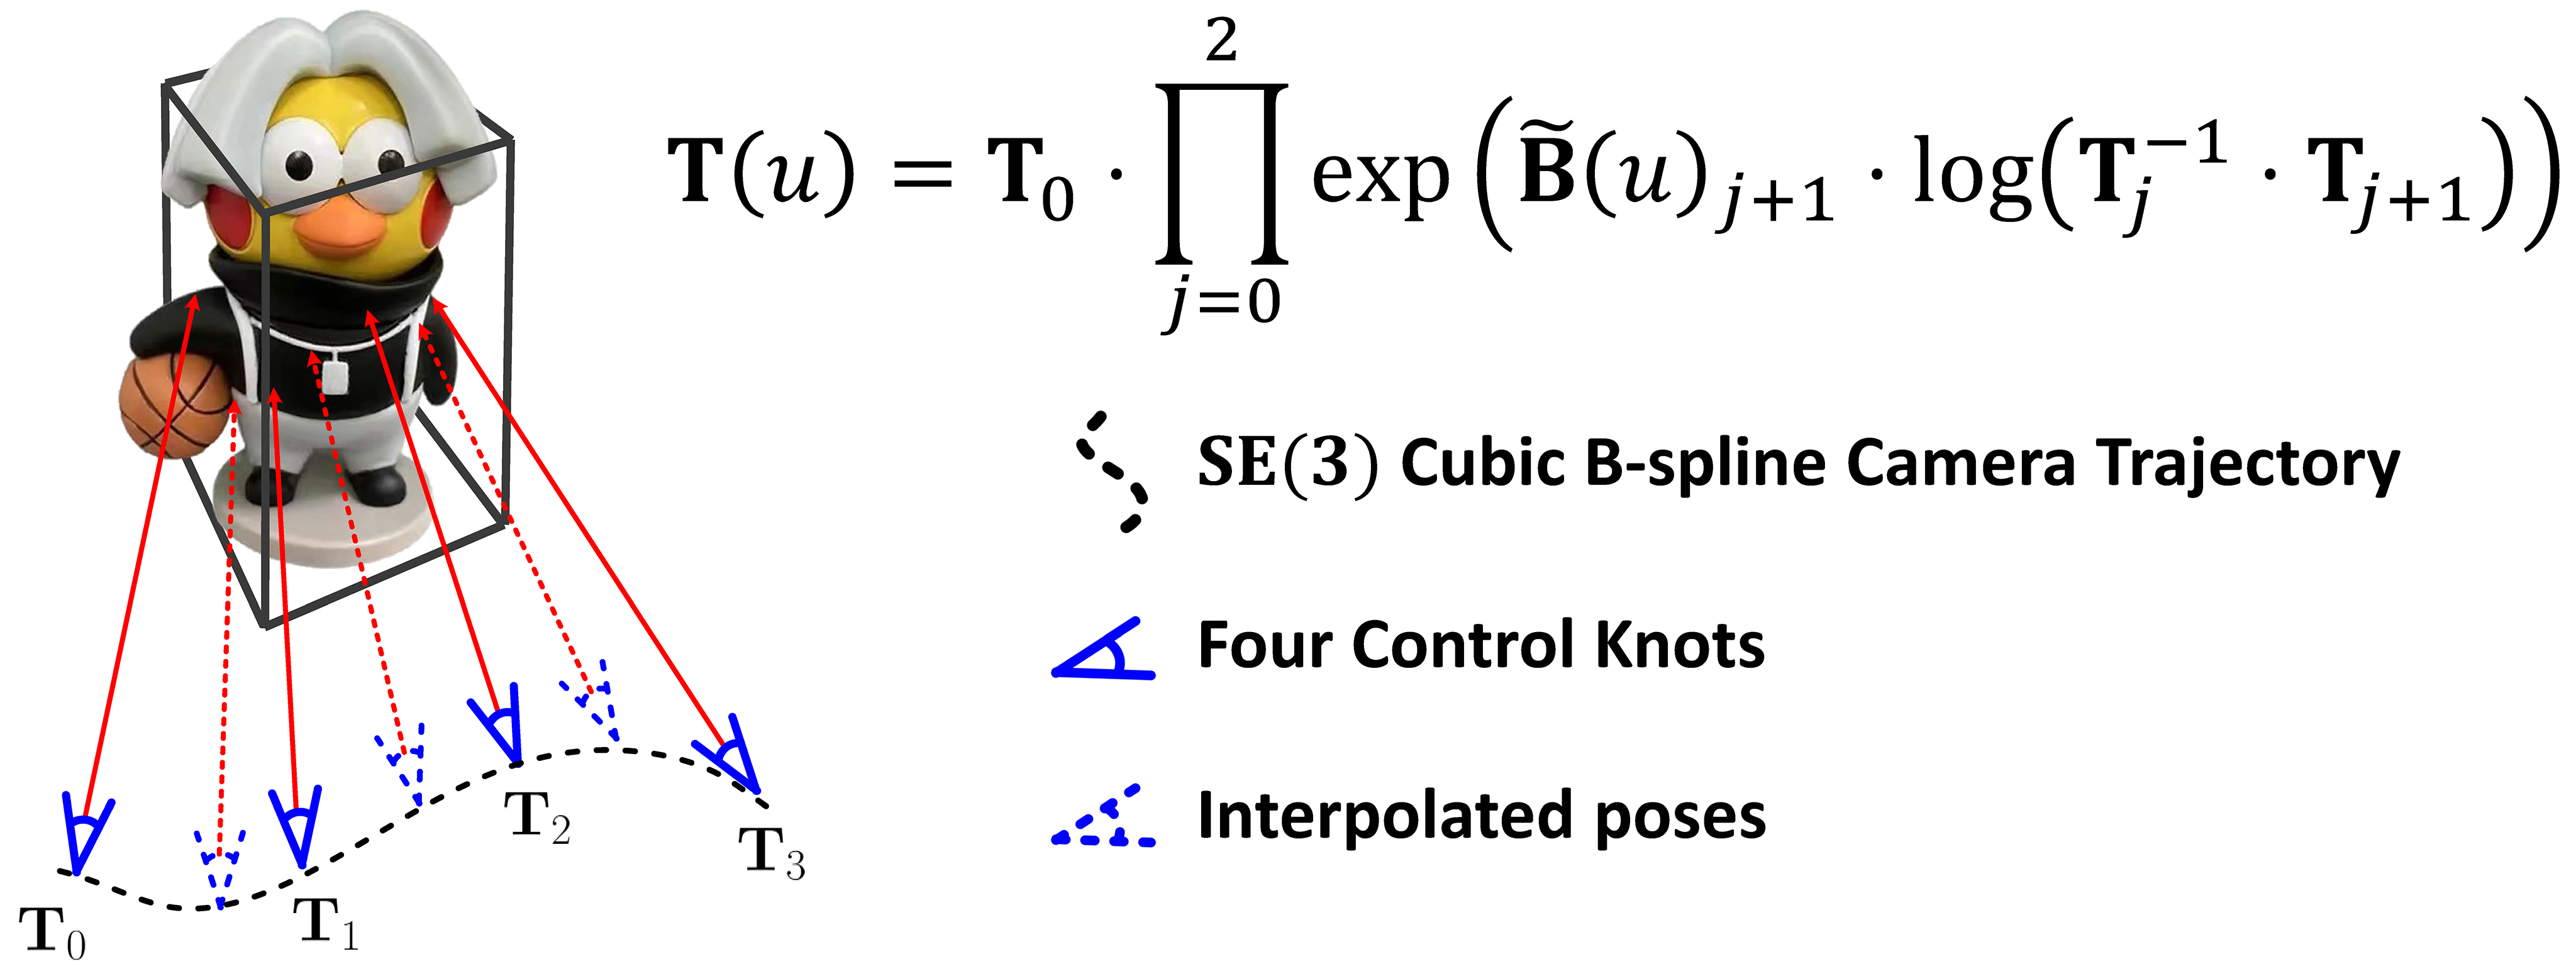 𝐓(𝑢) = 𝐓₀ · ∏_{𝑗=0}^{2} exp(𝐁̃(𝑢)_{𝑗+1} · log(𝐓_𝑗^{−1} · 𝐓_{𝑗+1}))
𝐒𝐄(𝟑) Cubic B-spline Camera Trajectory
Four Control Knots
Interpolated poses
𝐓₀
𝐓₁
𝐓₂
𝐓₃